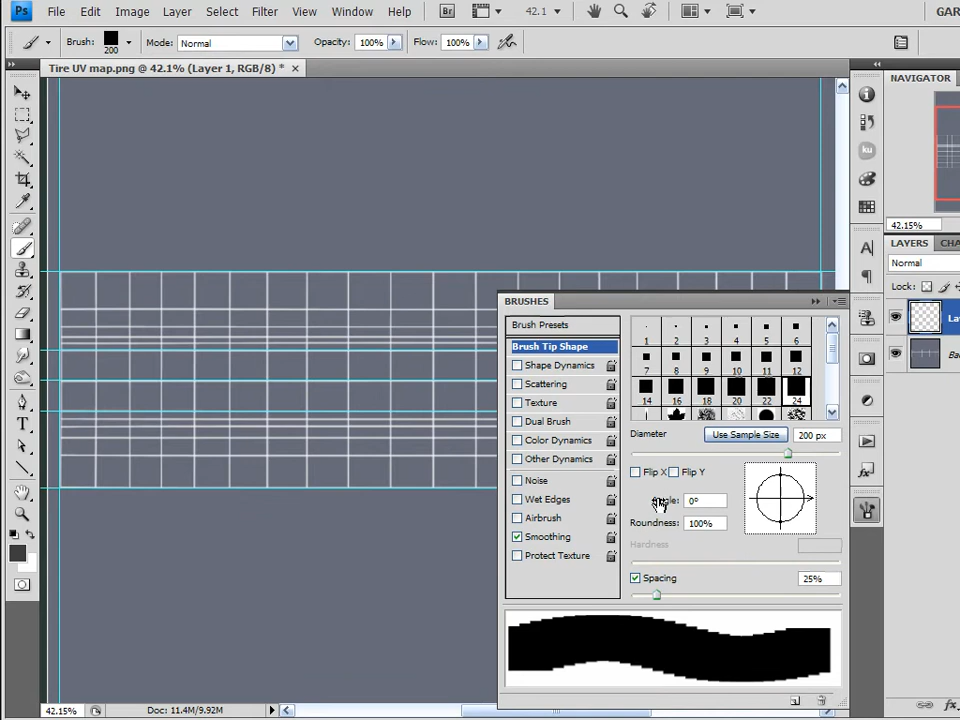 Ps File Edit Image Layer Select Filter View Window Help Br 42.1 GAR
Brush: 200 Mode: Normal Opacity: 100% Flow: 100%
Tire UV map.png @ 42.1% (Layer 1, RGB/8) * ×
NAVIGATOR
ku
42.15%
LAYERS CHA
Normal
Lock:
La
Bac
BRUSHES
Brush Presets
Brush Tip Shape
Shape Dynamics
Scattering
Texture
Dual Brush
Color Dynamics
Other Dynamics
Noise
Wet Edges
Airbrush
Smoothing
Protect Texture
1 2 3 4 5 6
7 8 9 10 11 12
14 16 18 20 22 24
Diameter Use Sample Size 200 px
Flip X Flip Y
Angle: 0°
Roundness: 100%
Hardness
Spacing 25%
42.15% Doc: 11.4M/9.92M